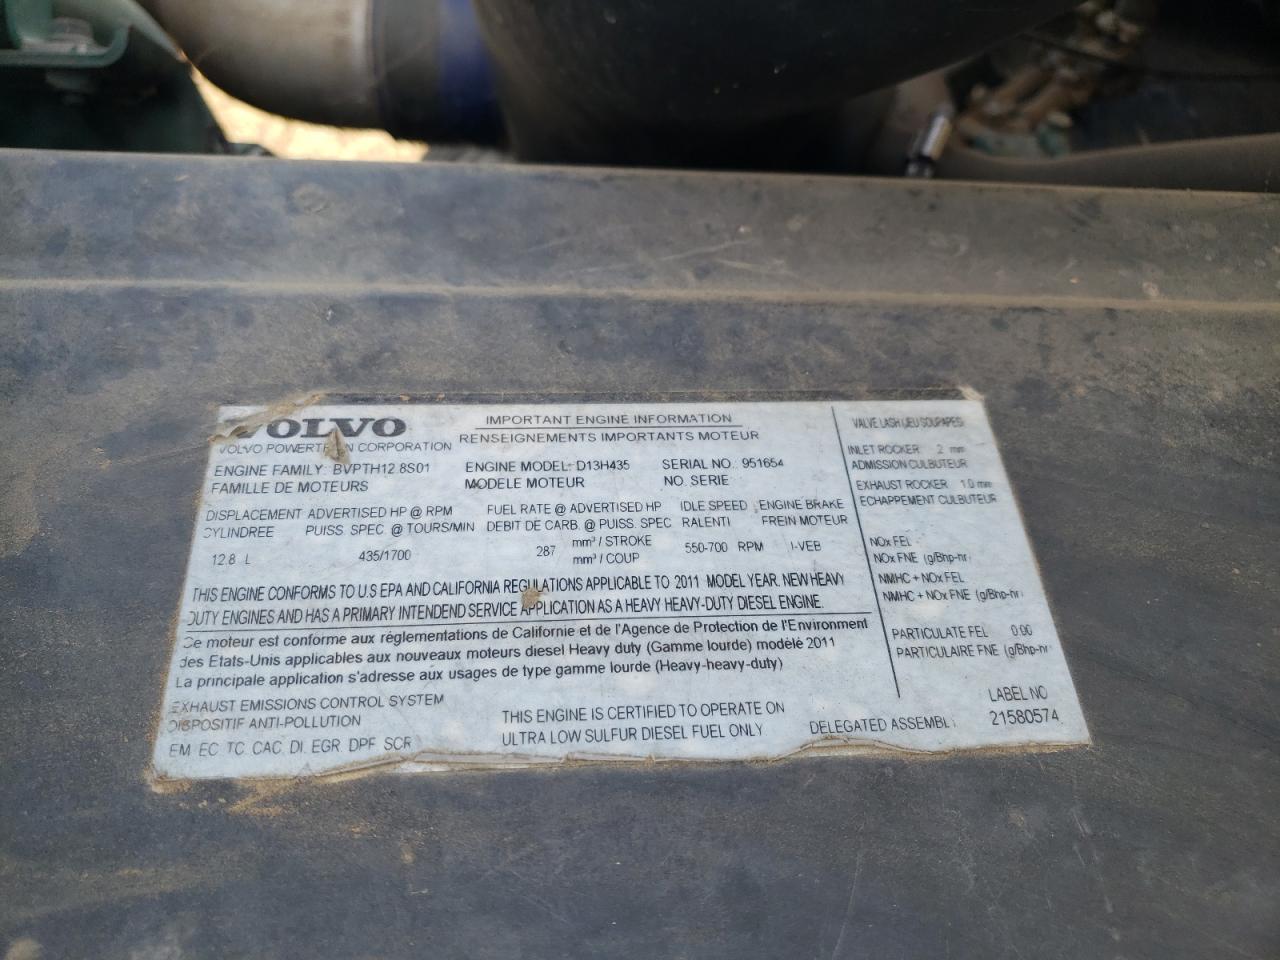 VOLVO
VOLVO POWERTRAIN CORPORATION
IMPORTANT ENGINE INFORMATION
RENSEIGNEMENTS IMPORTANTS MOTEUR
ENGINE FAMILY: BVPTH12.8S01
FAMILLE DE MOTEURS
ENGINE MODEL: D13H435
MODELE MOTEUR
SERIAL NO.: 951654
NO. SERIE
DISPLACEMENT
CYLINDREE
12.8 L
ADVERTISED HP @ RPM
PUISS. SPEC. @ TOURS/MIN
435/1700
FUEL RATE @ ADVERTISED HP
DEBIT DE CARB. @ PUISS. SPEC
287 mm³ / STROKE
mm³ / COUP
IDLE SPEED
RALENTI
550-700 RPM
ENGINE BRAKE
FREIN MOTEUR
I-VEB
THIS ENGINE CONFORMS TO U.S EPA AND CALIFORNIA REGULATIONS APPLICABLE TO 2011 MODEL YEAR. NEW HEAVY
DUTY ENGINES AND HAS A PRIMARY INTENDEND SERVICE APPLICATION AS A HEAVY HEAVY-DUTY DIESEL ENGINE.
Ce moteur est conforme aux réglementations de Californie et de l'Agence de Protection de l'Environment
des Etats-Unis applicables aux nouveaux moteurs diesel Heavy duty (Gamme lourde) modèlé 2011
La principale application s'adresse aux usages de type gamme lourde (Heavy-heavy-duty)
EXHAUST EMISSIONS CONTROL SYSTEM
DISPOSITIF ANTI-POLLUTION
EM EC TC CAC, DI, EGR, DPF, SCR
THIS ENGINE IS CERTIFIED TO OPERATE ON
ULTRA LOW SULFUR DIESEL FUEL ONLY
DELEGATED ASSEMBLY
VALVE LASH (JEU SOUPAPES)
INLET ROCKER .2 mm
ADMISSION CULBUTEUR
EXHAUST ROCKER 1.0 mm
ECHAPPEMENT CULBUTEUR
NOx FEL
NOx FNE (g/Bhp-hr)
NMHC + NOx FEL
NMHC + NOx FNE (g/Bhp-hr)
PARTICULATE FEL 0.00
PARTICULAIRE FNE (g/Bhp-hr)
LABEL NO
21580574